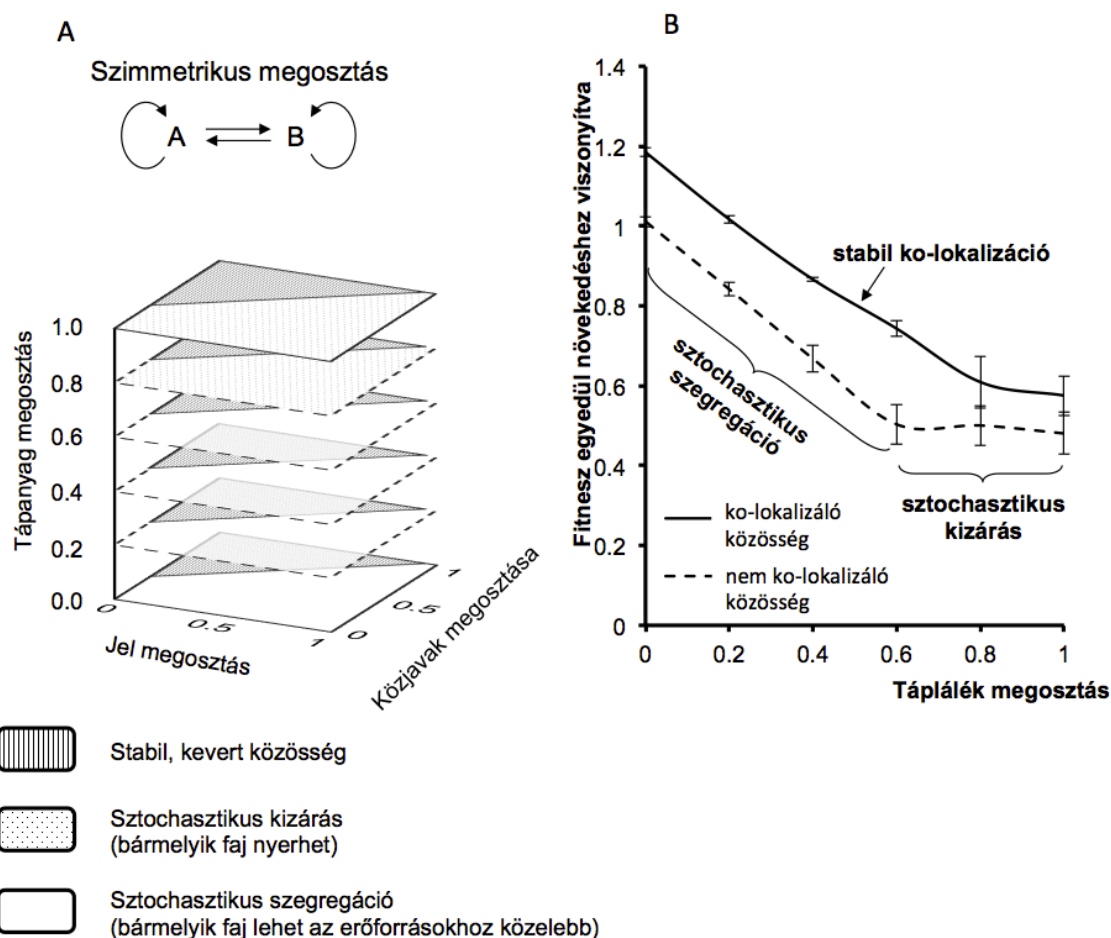 A
Szimmetrikus megosztás
A
B
Tápanyag megosztás
1.0
0.8
0.6
0.4
0.2
0.0
0
0.5
1
Jel megosztás
0
0.5
1
Közjavak megosztása
Stabil, kevert közösség
Sztochasztikus kizárás
(bármelyik faj nyerhet)
Sztochasztikus szegregáció
(bármelyik faj lehet az erőforrásokhoz közelebb)
B
Fitnesz egyedül növekedéshez viszonyítva
1.4
1.2
1
0.8
0.6
0.4
0.2
0
stabil ko-lokalizáció
sztochasztikus
szegregáció
sztochasztikus
kizárás
ko-lokalizáló
közösség
nem ko-lokalizáló
közösség
0
0.2
0.4
0.6
0.8
1
Táplálék megosztás